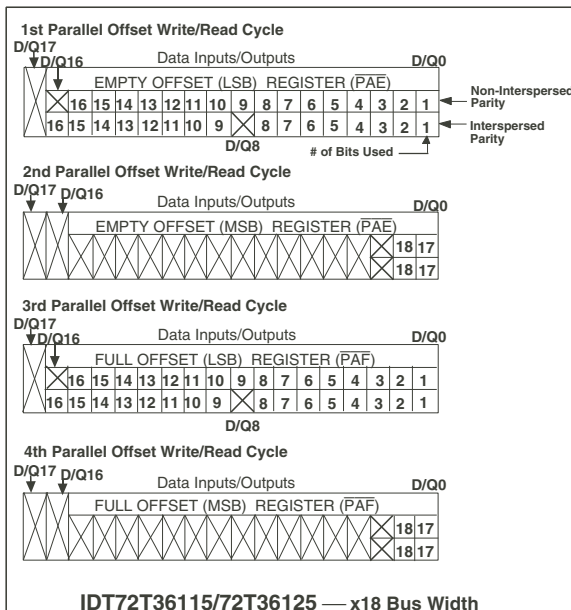 1st Parallel Offset Write/Read Cycle
D/Q17
D/Q16
Data Inputs/Outputs
D/Q0
EMPTY OFFSET (LSB) REGISTER (PAE)
16 15 14 13 12 11 10 9 8 7 6 5 4 3 2 1
Non-Interspersed
Parity
16 15 14 13 12 11 10 9 8 7 6 5 4 3 2 1
Interspersed
Parity
D/Q8
# of Bits Used
2nd Parallel Offset Write/Read Cycle
D/Q17
D/Q16
Data Inputs/Outputs
D/Q0
EMPTY OFFSET (MSB) REGISTER (PAE)
18 17
18 17
3rd Parallel Offset Write/Read Cycle
D/Q17
D/Q16
Data Inputs/Outputs
D/Q0
FULL OFFSET (LSB) REGISTER (PAF)
16 15 14 13 12 11 10 9 8 7 6 5 4 3 2 1
16 15 14 13 12 11 10 9 8 7 6 5 4 3 2 1
D/Q8
4th Parallel Offset Write/Read Cycle
D/Q17
D/Q16
Data Inputs/Outputs
D/Q0
FULL OFFSET (MSB) REGISTER (PAF)
18 17
18 17
IDT72T36115/72T36125 — x18 Bus Width